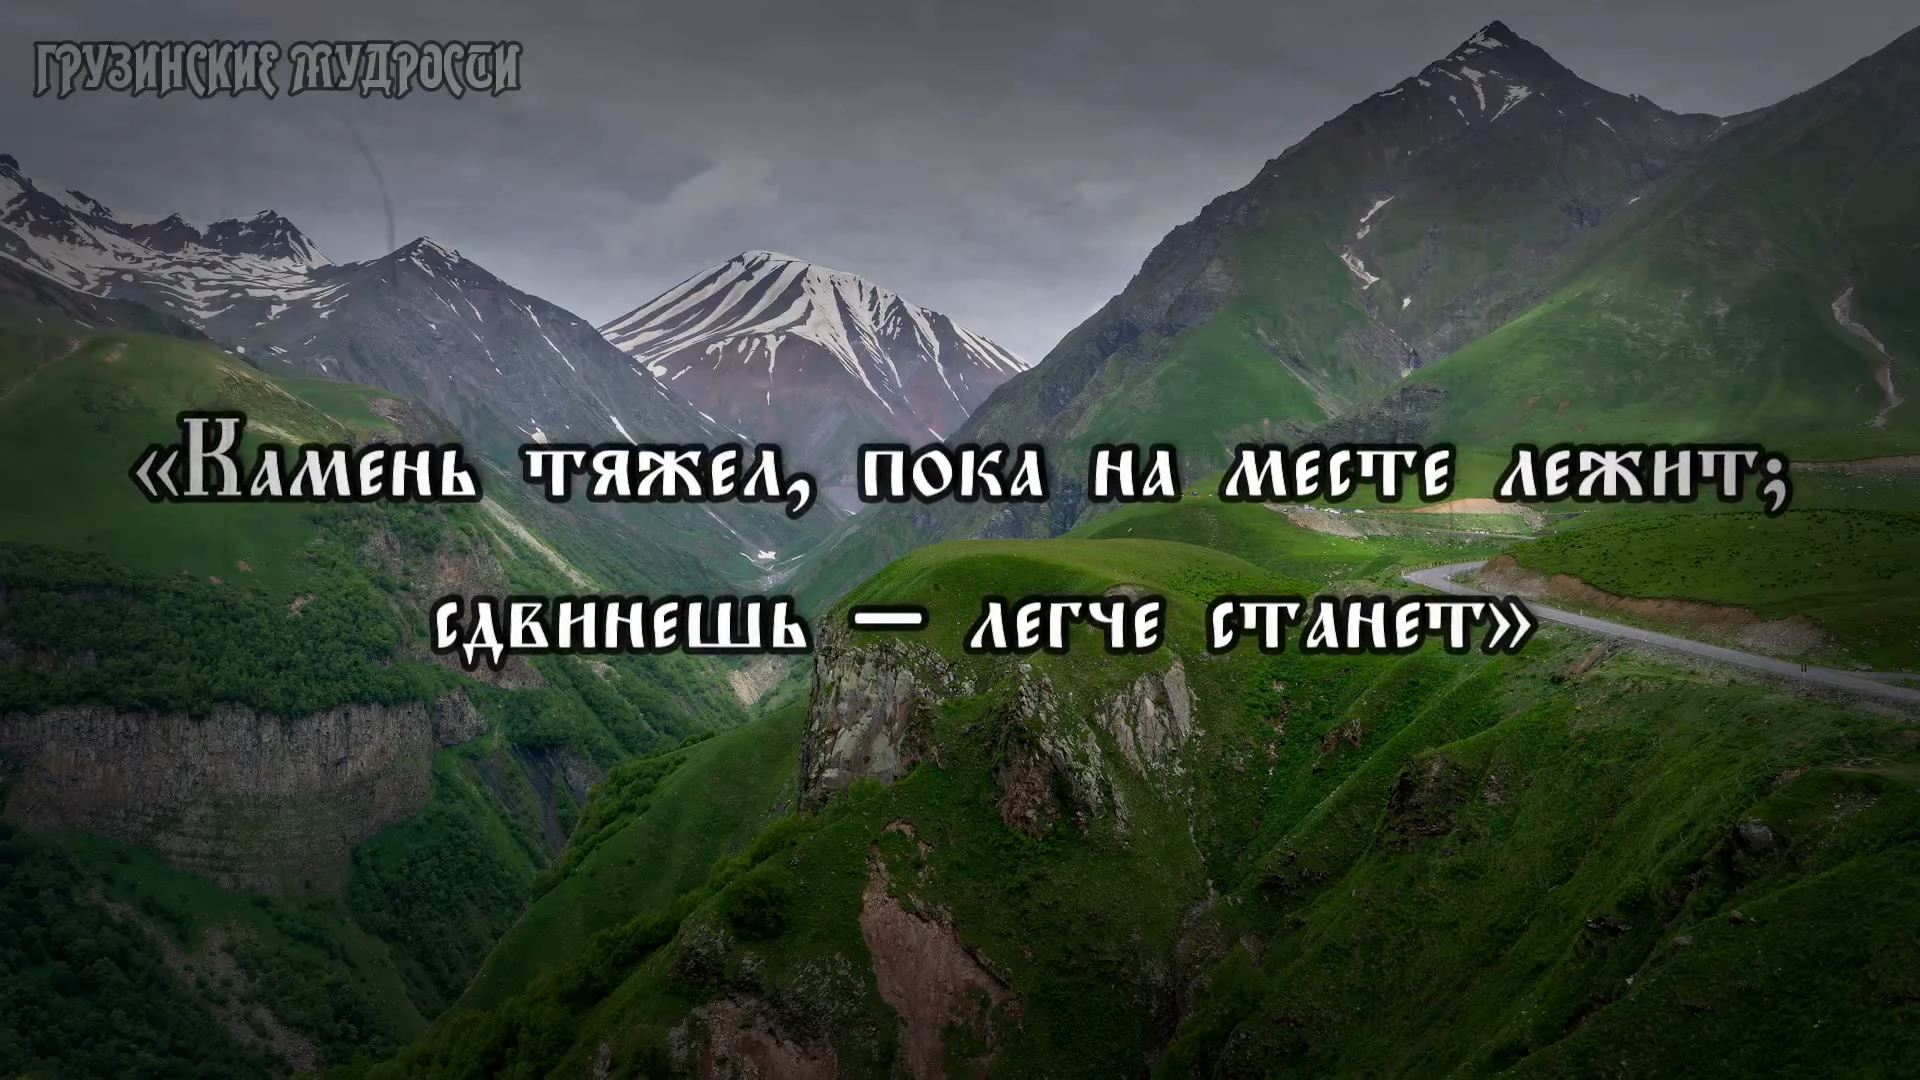 ГРУЗИНСКИЕ МУДРОСТИ
«Камень тяжел, пока на месте лежит;
сдвинешь — легче станет»